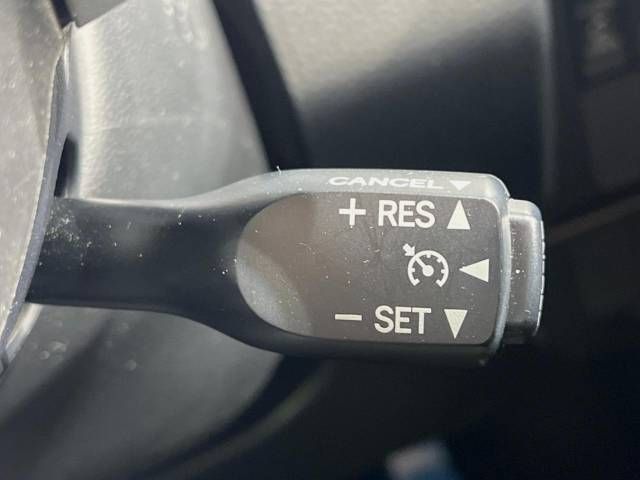 CANCEL ▼
+ RES ▲
◀
− SET ▼